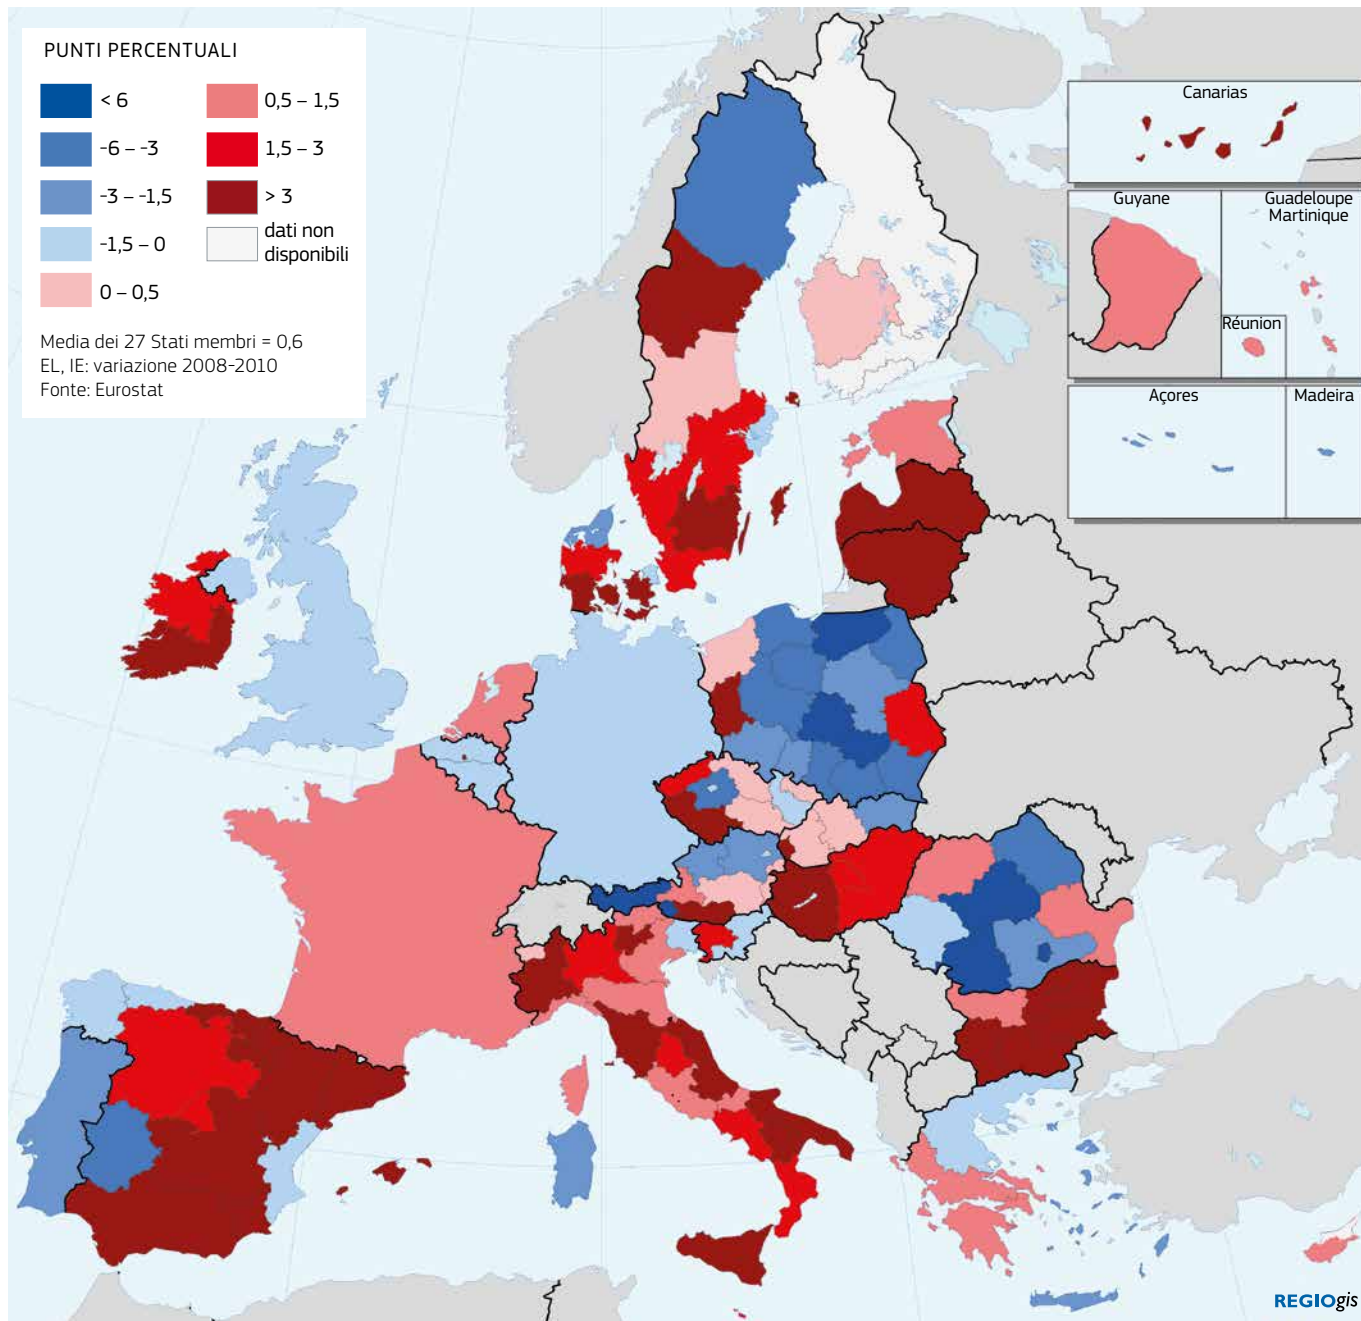 PUNTI PERCENTUALI
< 6
-6 – -3
-3 – -1,5
-1,5 – 0
0 – 0,5
0,5 – 1,5
1,5 – 3
> 3
dati non
disponibili
Media dei 27 Stati membri = 0,6
EL, IE: variazione 2008-2010
Fonte: Eurostat
Canarias
Guyane
Guadeloupe
Martinique
Réunion
Açores
Madeira
REGIOgis